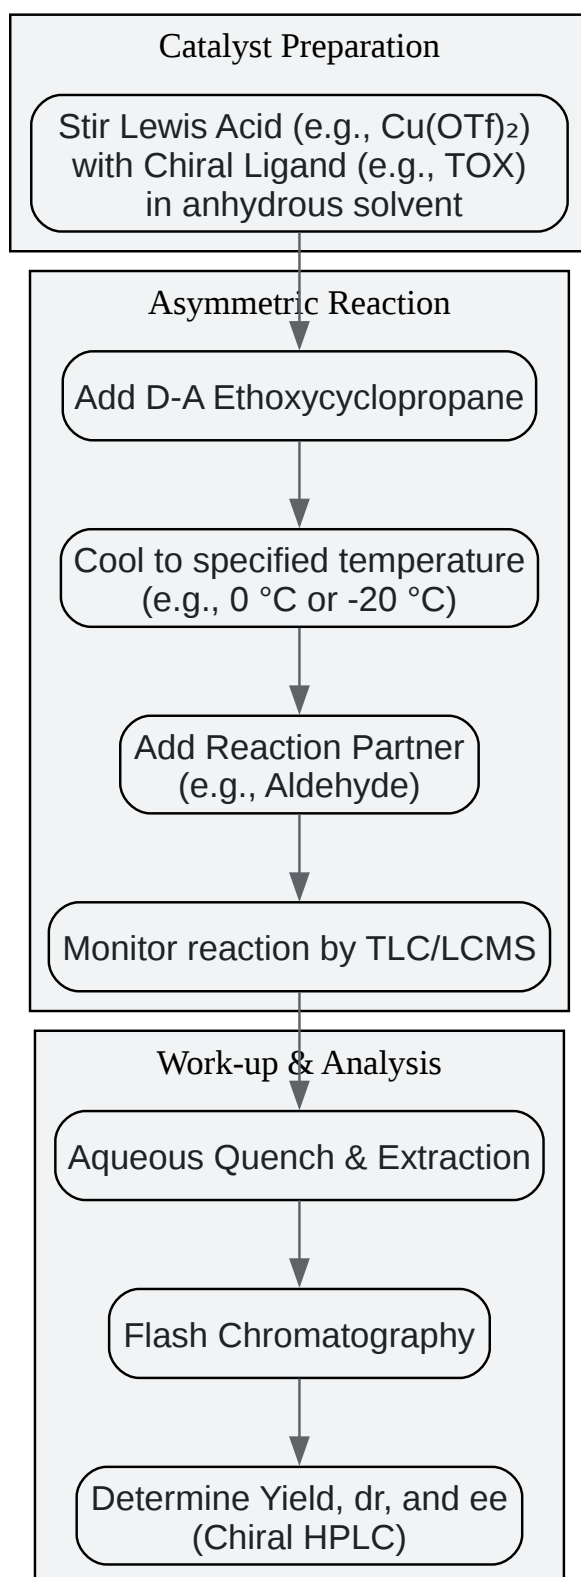 Catalyst Preparation
Stir Lewis Acid (e.g., Cu(OTf)₂)
with Chiral Ligand (e.g., TOX)
in anhydrous solvent
Asymmetric Reaction
Add D-A Ethoxycyclopropane
Cool to specified temperature
(e.g., 0 °C or -20 °C)
Add Reaction Partner
(e.g., Aldehyde)
Monitor reaction by TLC/LCMS
Work-up & Analysis
Aqueous Quench & Extraction
Flash Chromatography
Determine Yield, dr, and ee
(Chiral HPLC)